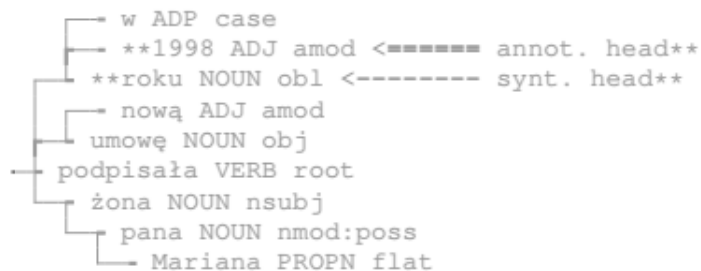 w ADP case
**1998 ADJ amod <====== annot. head**
**roku NOUN obl <-------- synt. head**
nową ADJ amod
umowę NOUN obj
podpisała VERB root
żona NOUN nsubj
pana NOUN nmod:poss
Mariana PROPN flat